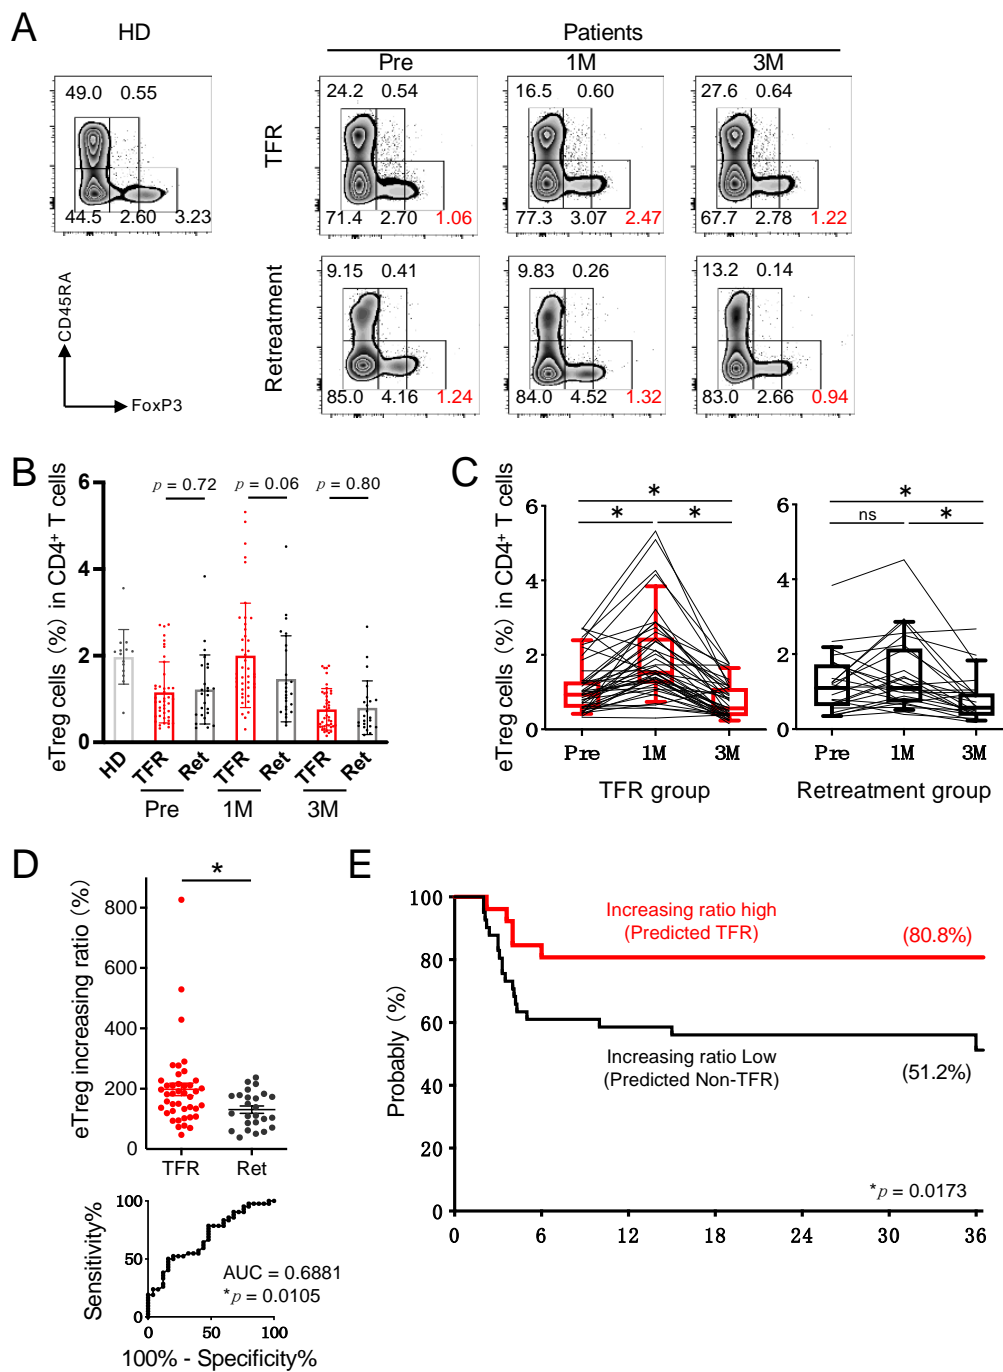 A
HD
Patients
Pre 1M 3M
TFR
49.0 0.55
44.5 2.60 3.23
24.2 0.54
71.4 2.70 1.06
16.5 0.60
77.3 3.07 2.47
27.6 0.64
67.7 2.78 1.22
Retreatment
9.15 0.41
85.0 4.16 1.24
9.83 0.26
84.0 4.52 1.32
13.2 0.14
83.0 2.66 0.94
CD45RA
FoxP3
B
eTreg cells (%) in CD4+ T cells
6
4
2
0
p = 0.72 p = 0.06 p = 0.80
HD TFR Ret TFR Ret TFR Ret
Pre 1M 3M
C
eTreg cells (%) in CD4+ T cells
6
4
2
0
*
* *
Pre 1M 3M
TFR group
6
4
2
0
*
ns *
Pre 1M 3M
Retreatment group
D
eTreg increasing ratio (%)
*
800
600
400
200
0
TFR Ret
Sensitivity%
100
50
0
AUC = 0.6881
*p = 0.0105
0 50 100
100% - Specificity%
E
Probably (%)
100
80
60
40
20
0
Increasing ratio high
(Predicted TFR)
(80.8%)
Increasing ratio Low
(Predicted Non-TFR)
(51.2%)
*p = 0.0173
0 6 12 18 24 30 36